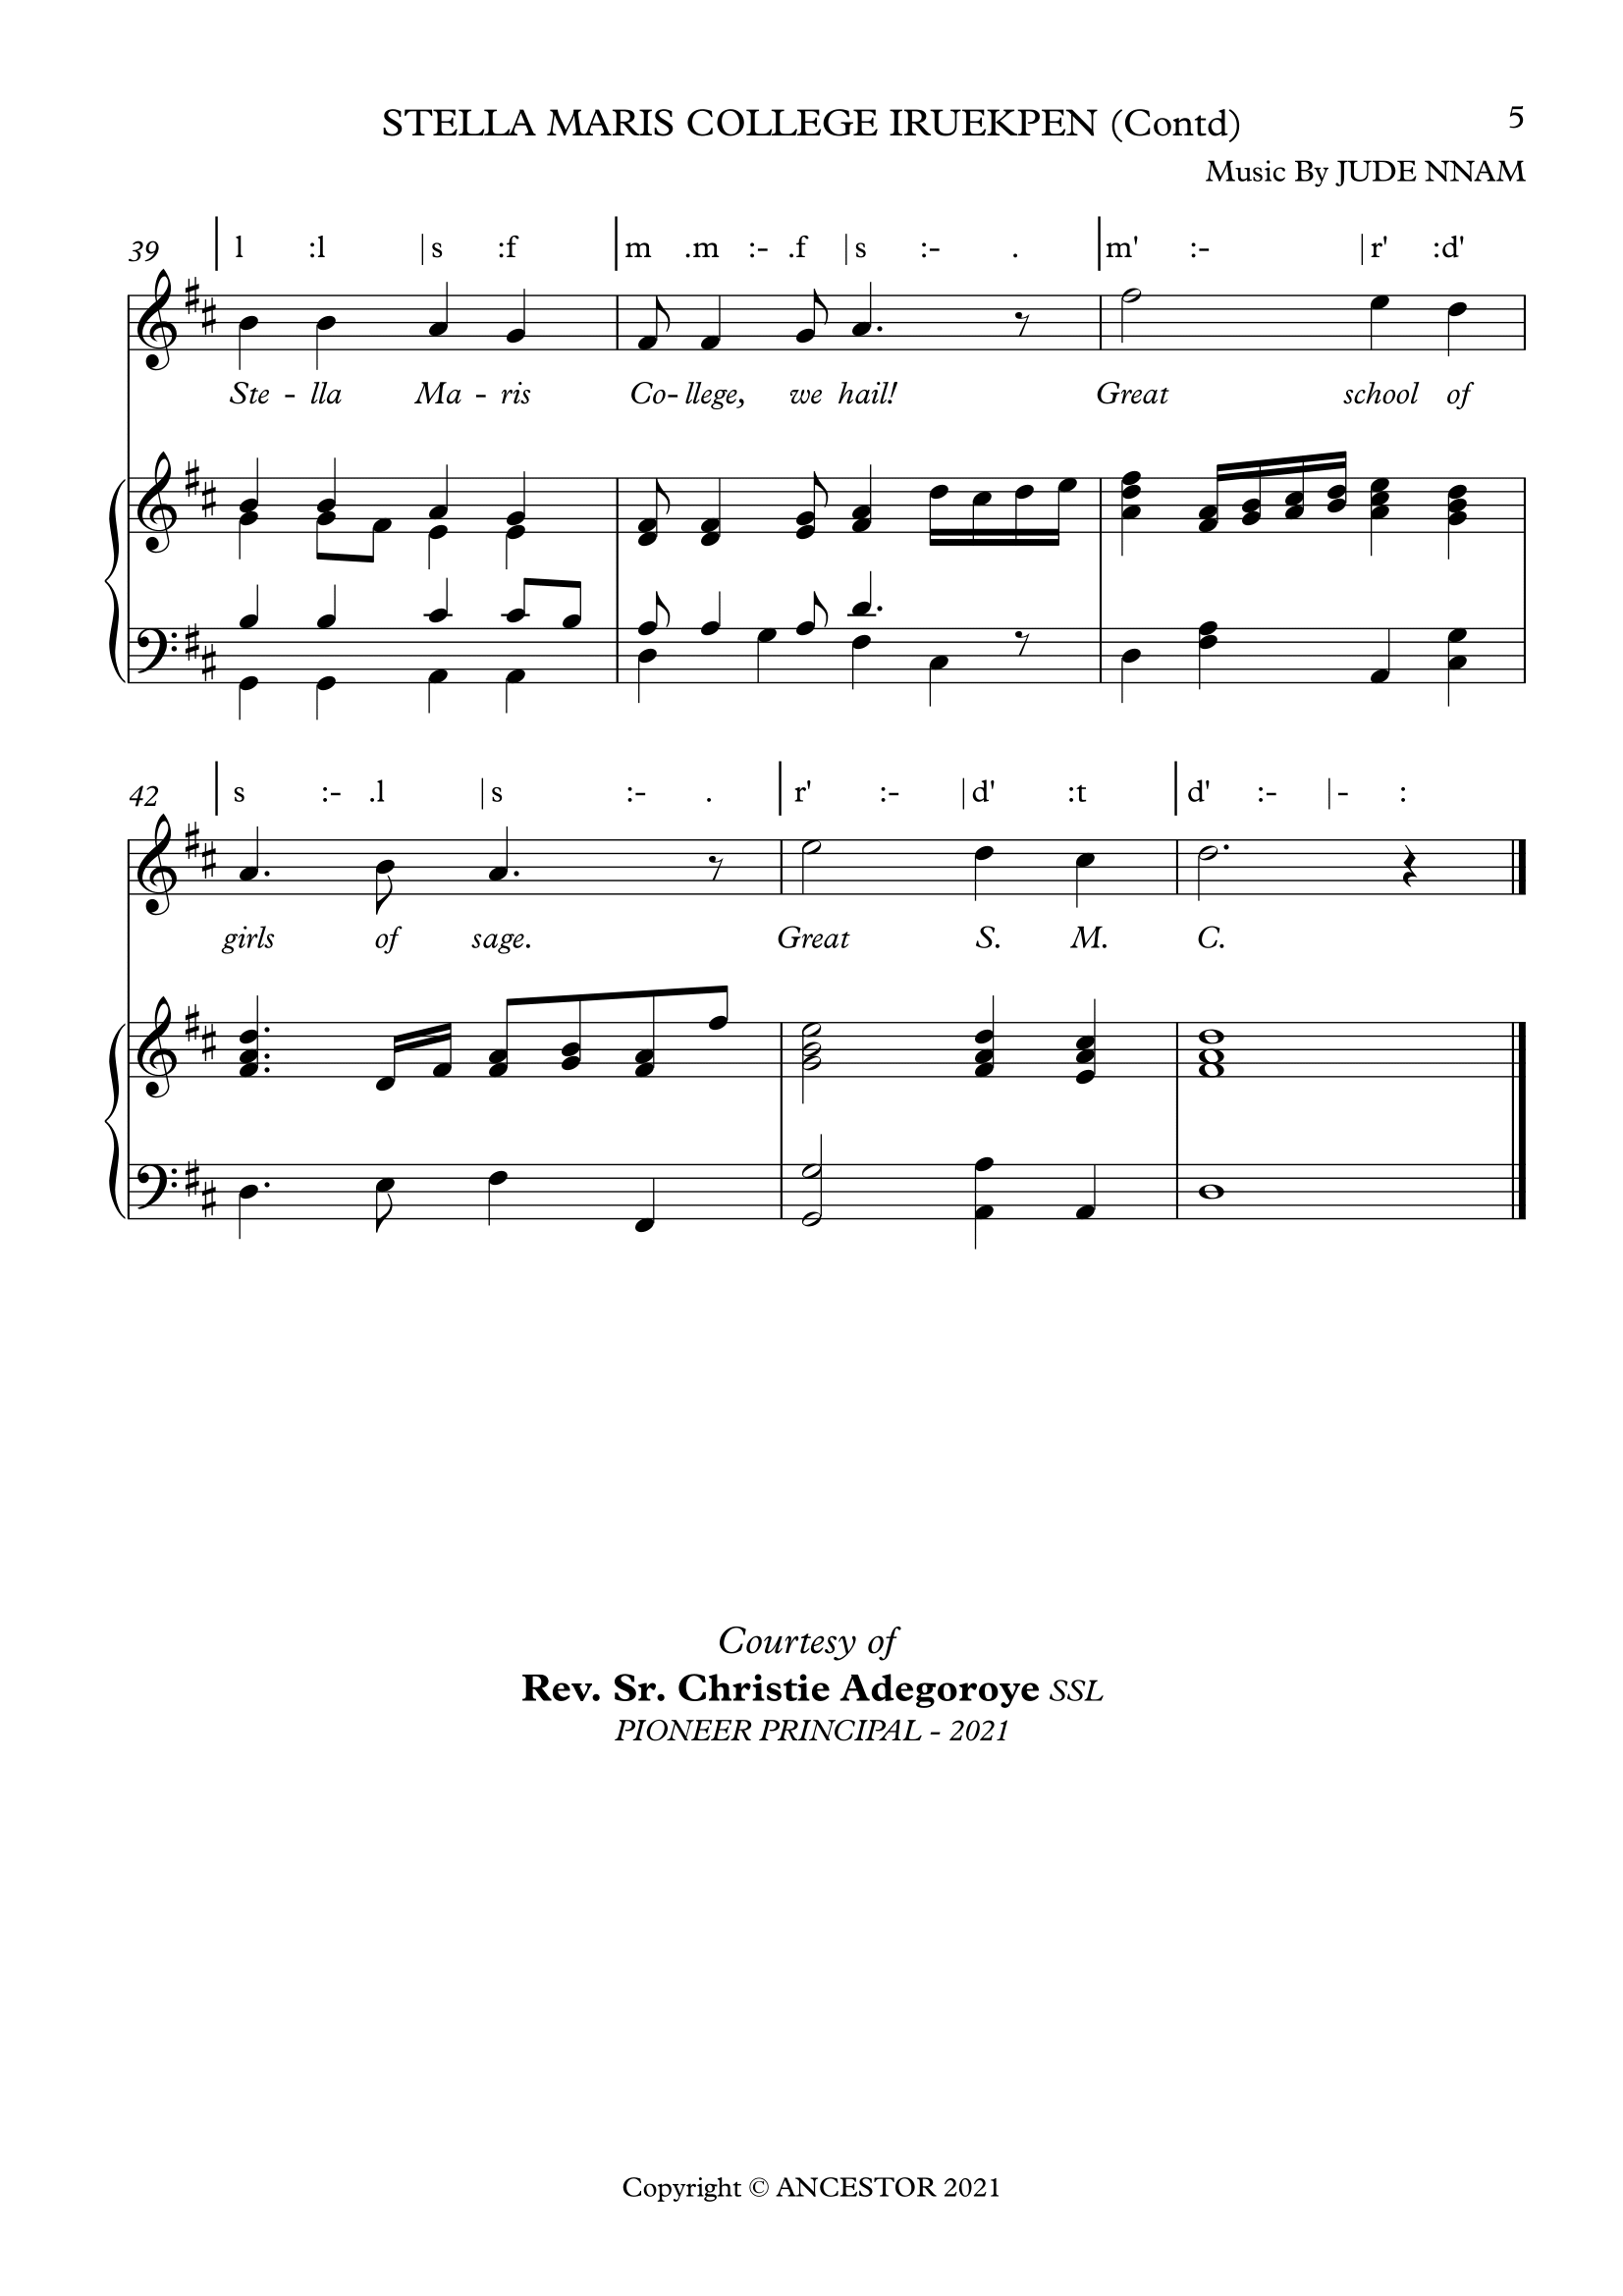 STELLA MARIS COLLEGE IRUEKPEN (Contd)
5
Music By JUDE NNAM
39 | l :l | s :f | m .m :- .f | s :- . | m' :- | r' :d'
Ste - lla Ma - ris Co - llege, we hail! Great school of
42 | s :- .l | s :- . | r' :- | d' :t | d' :- | - :
girls of sage. Great S. M. C.
Courtesy of
Rev. Sr. Christie Adegoroye SSL
PIONEER PRINCIPAL - 2021
Copyright © ANCESTOR 2021